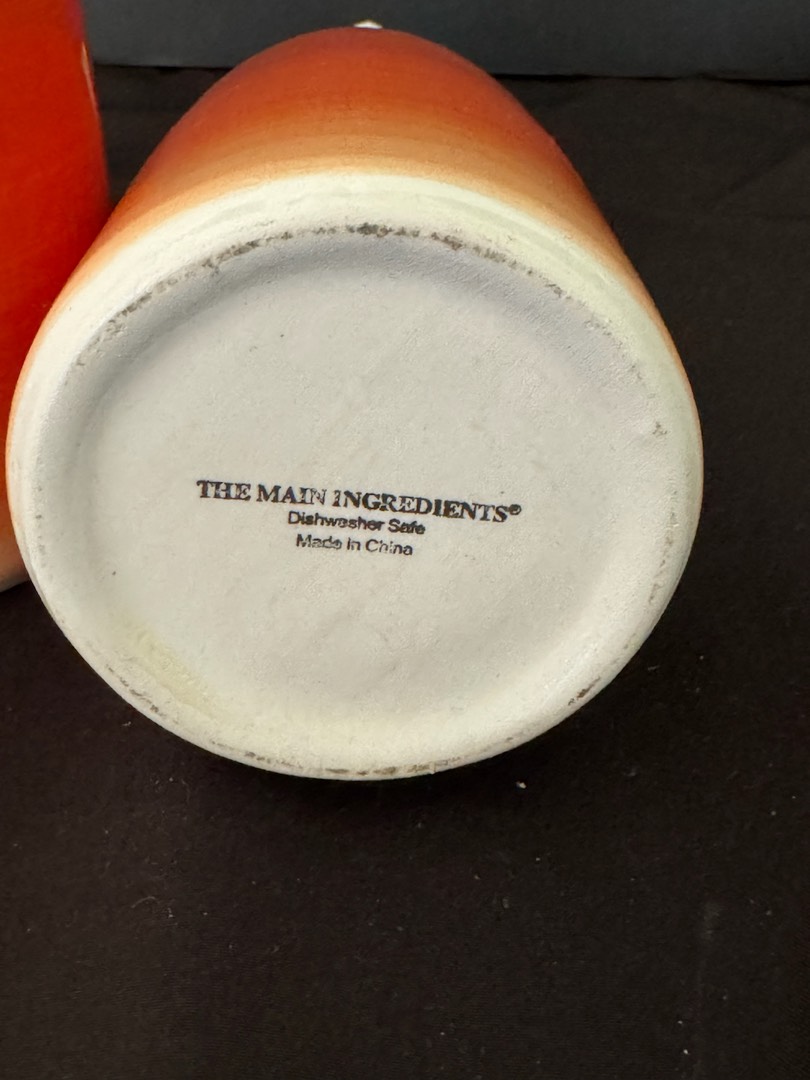 THE MAIN INGREDIENTS®
Dishwasher Safe
Made in China